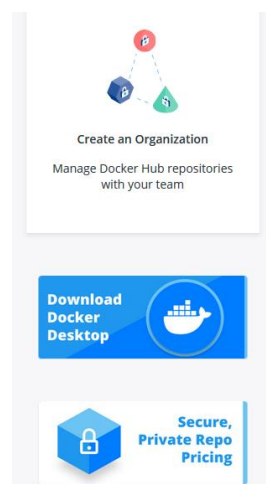 Create an Organization
Manage Docker Hub repositories
with your team
Download
Docker
Desktop
Secure,
Private Repo
Pricing